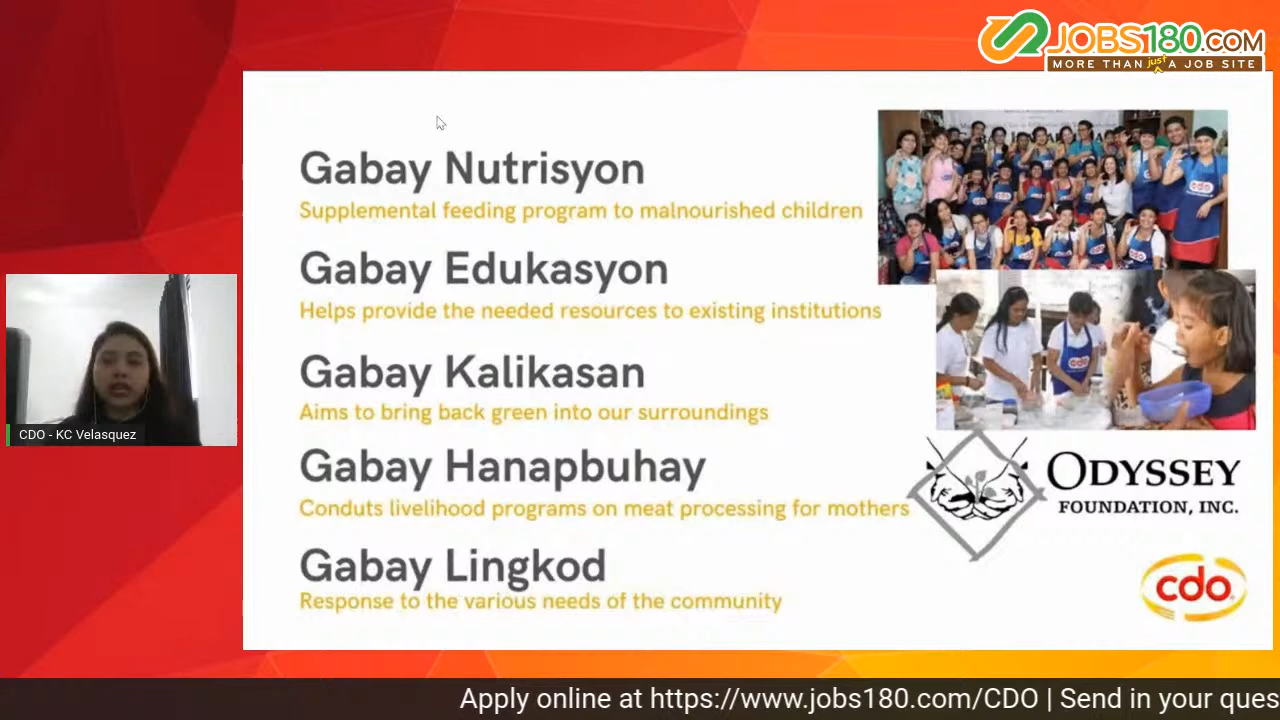 JOBS180.COM
MORE THAN just A JOB SITE
Gabay Nutrisyon
Supplemental feeding program to malnourished children
Gabay Edukasyon
Helps provide the needed resources to existing institutions
Gabay Kalikasan
Aims to bring back green into our surroundings
Gabay Hanapbuhay
Conduts livelihood programs on meat processing for mothers
Gabay Lingkod
Response to the various needs of the community
ODYSSEY
FOUNDATION, INC.
cdo
CDO - KC Velasquez
Apply online at https://www.jobs180.com/CDO | Send in your ques